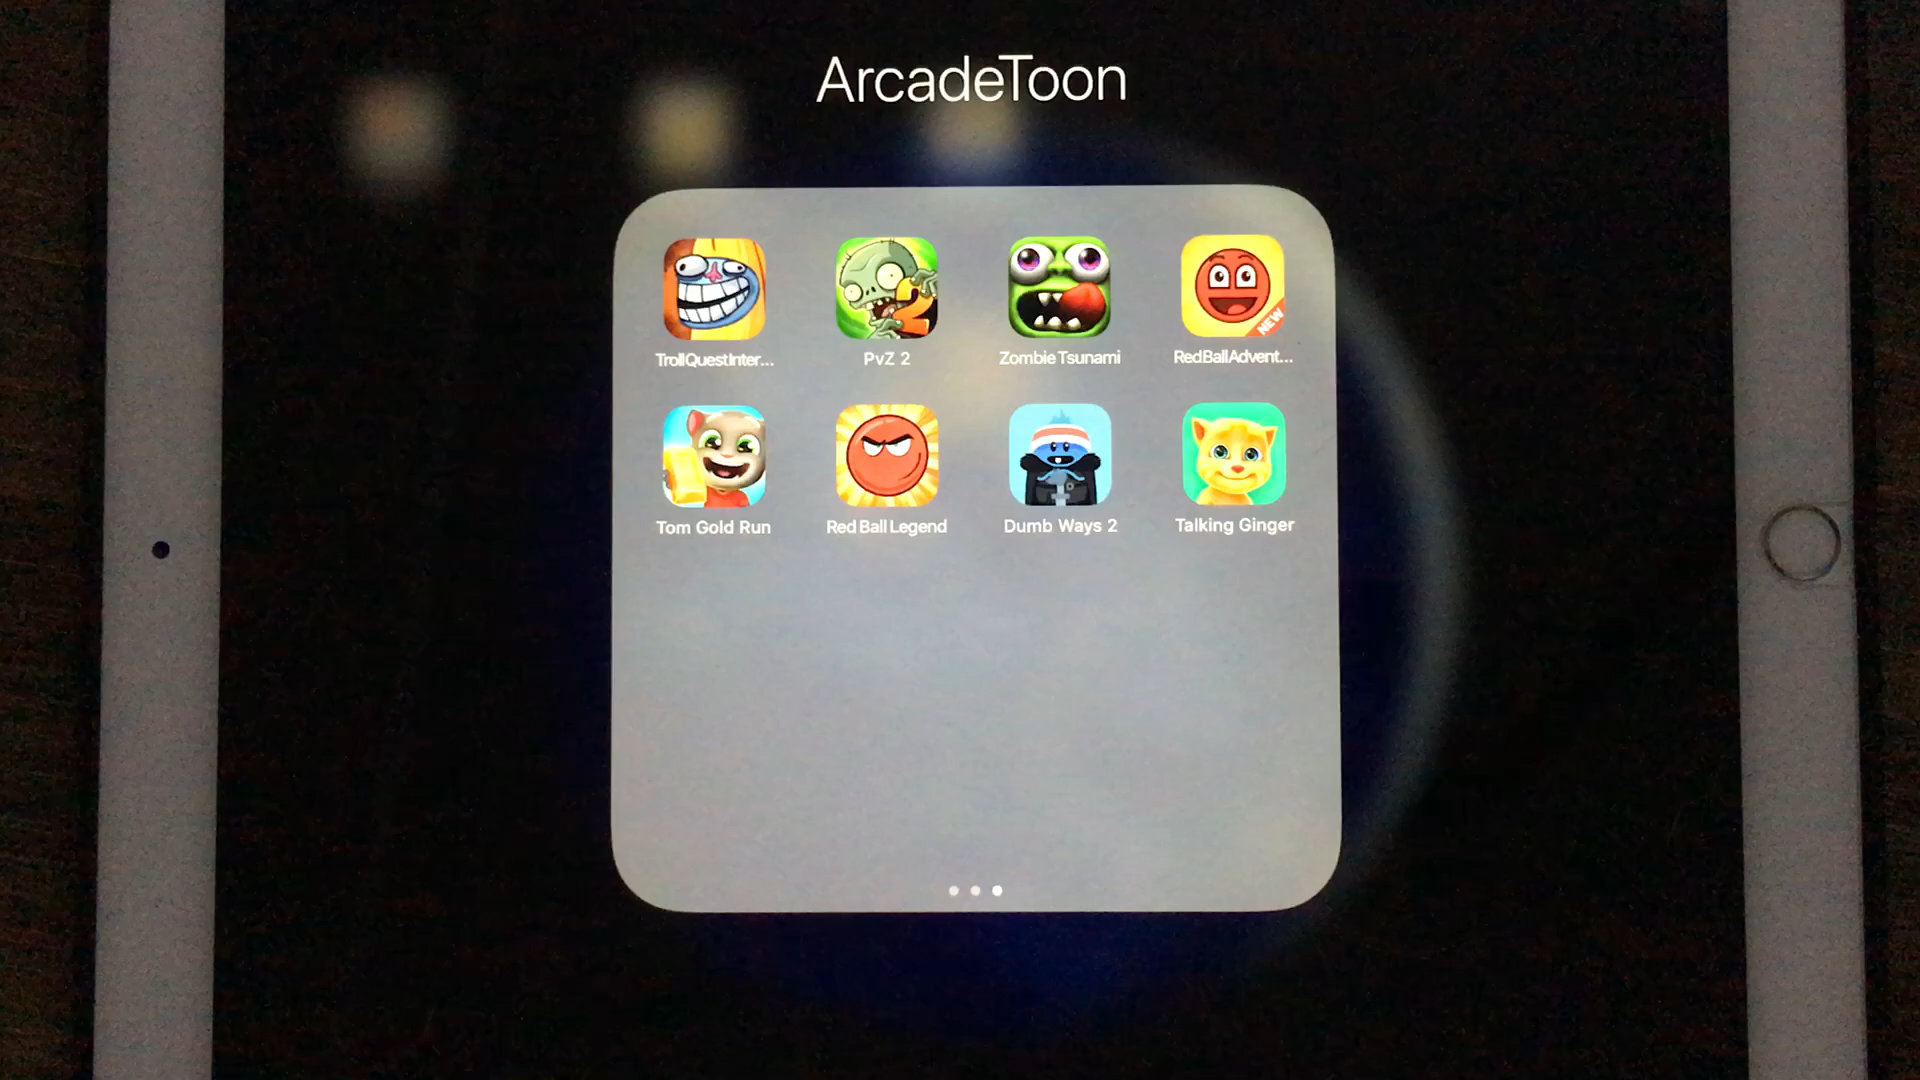 ArcadeToon
TrollQuestInter...
PvZ 2
Zombie Tsunami
RedBallAdvent...
2
NEW
Tom Gold Run
Red Ball Legend
Dumb Ways 2
Talking Ginger